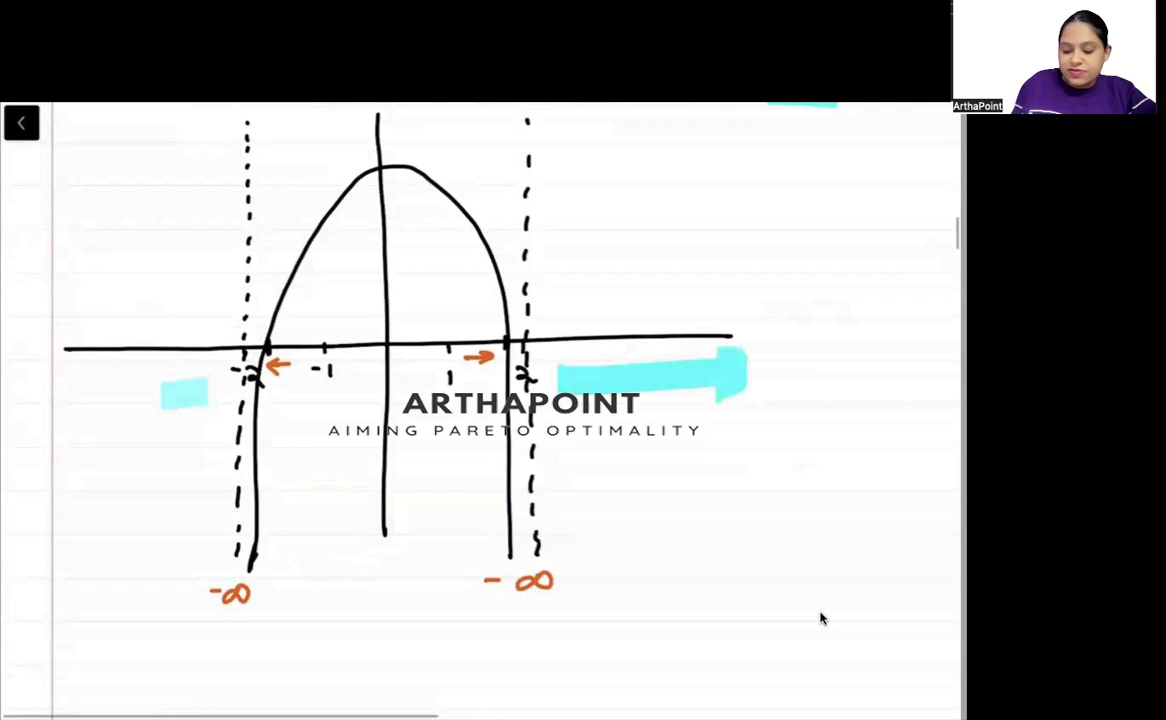 ArthaPoint
-2 -1 1 2
ARTHAPOINT
AIMING PARETO OPTIMALITY
-∞ - ∞